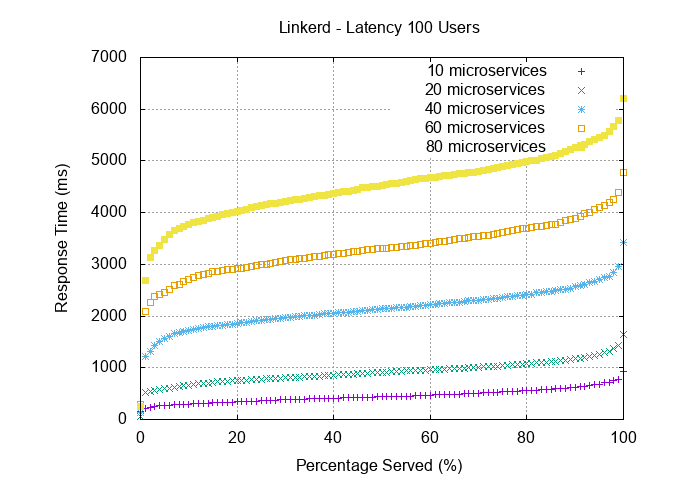 Linkerd - Latency 100 Users
7000
6000
5000
4000
3000
2000
1000
0
Response Time (ms)
10 microservices
20 microservices
40 microservices
60 microservices
80 microservices
0 20 40 60 80 100
Percentage Served (%)